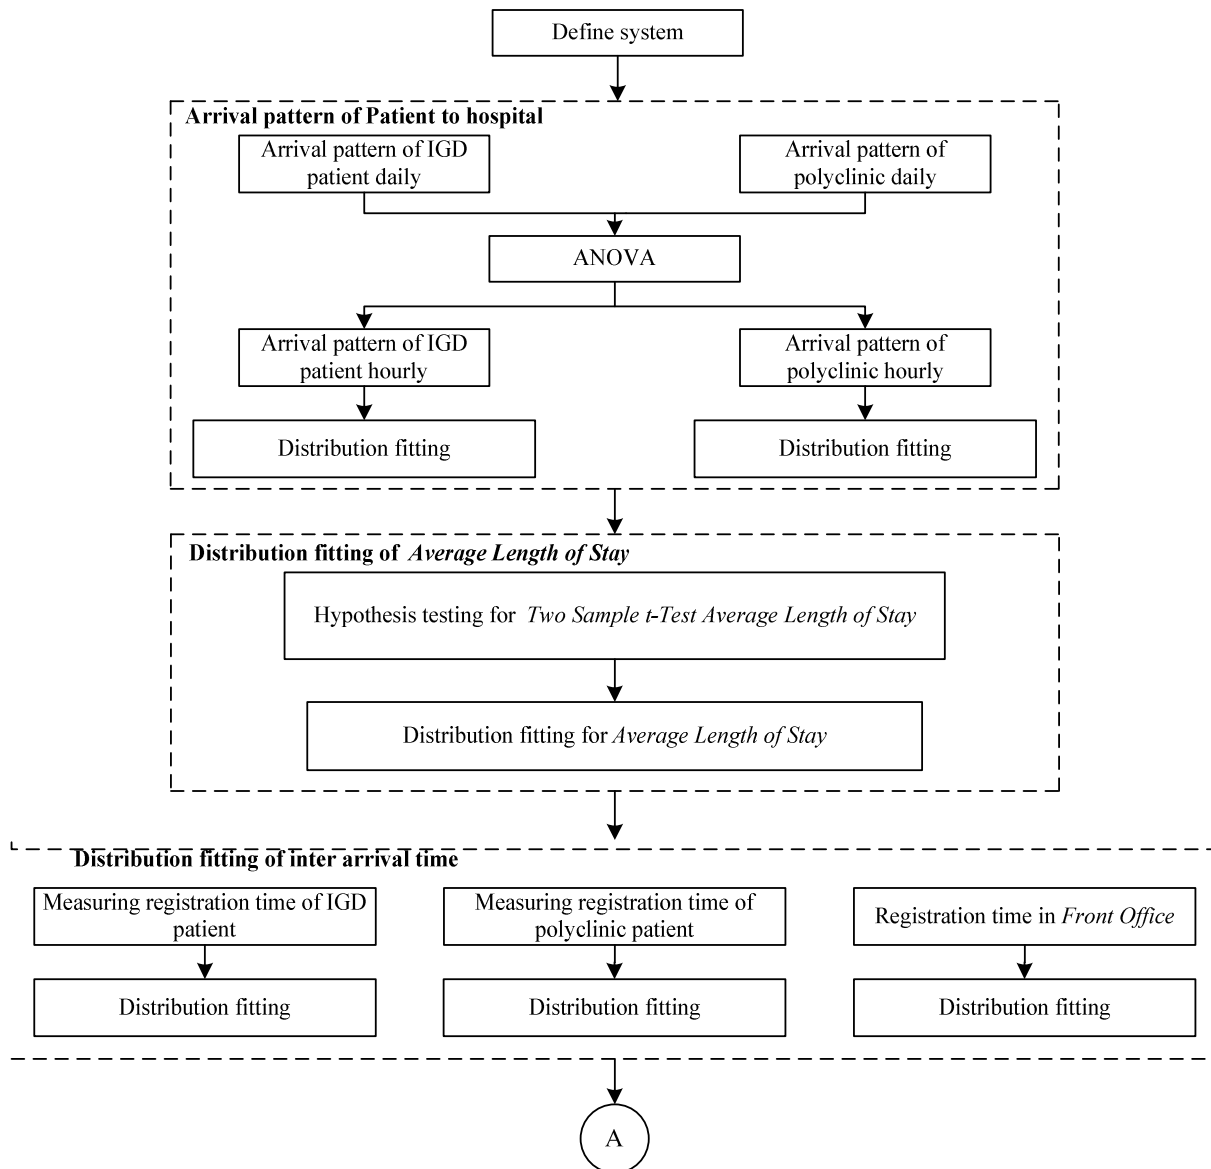 Define system
Arrival pattern of Patient to hospital
Arrival pattern of IGD
patient daily
Arrival pattern of
polyclinic daily
ANOVA
Arrival pattern of IGD
patient hourly
Arrival pattern of
polyclinic hourly
Distribution fitting
Distribution fitting
Distribution fitting of Average Length of Stay
Hypothesis testing for Two Sample t-Test Average Length of Stay
Distribution fitting for Average Length of Stay
Distribution fitting of inter arrival time
Measuring registration time of IGD
patient
Measuring registration time of
polyclinic patient
Registration time in Front Office
Distribution fitting
Distribution fitting
Distribution fitting
A